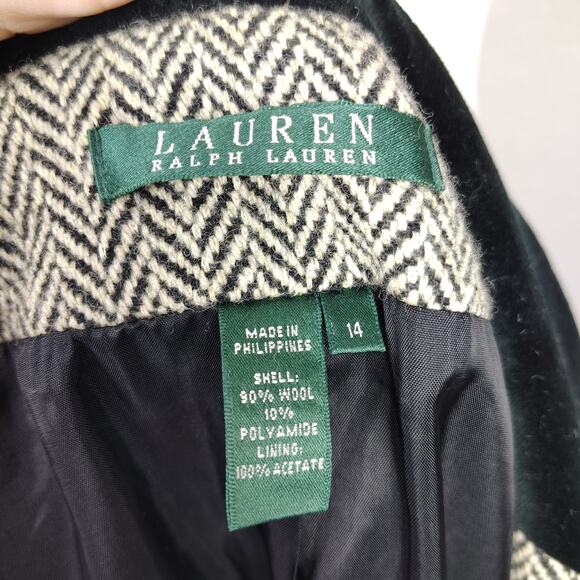 LAUREN
RALPH LAUREN
MADE IN
PHILIPPINES
14
SHELL:
90% WOOL
10%
POLYAMIDE
LINING:
100% ACETATE